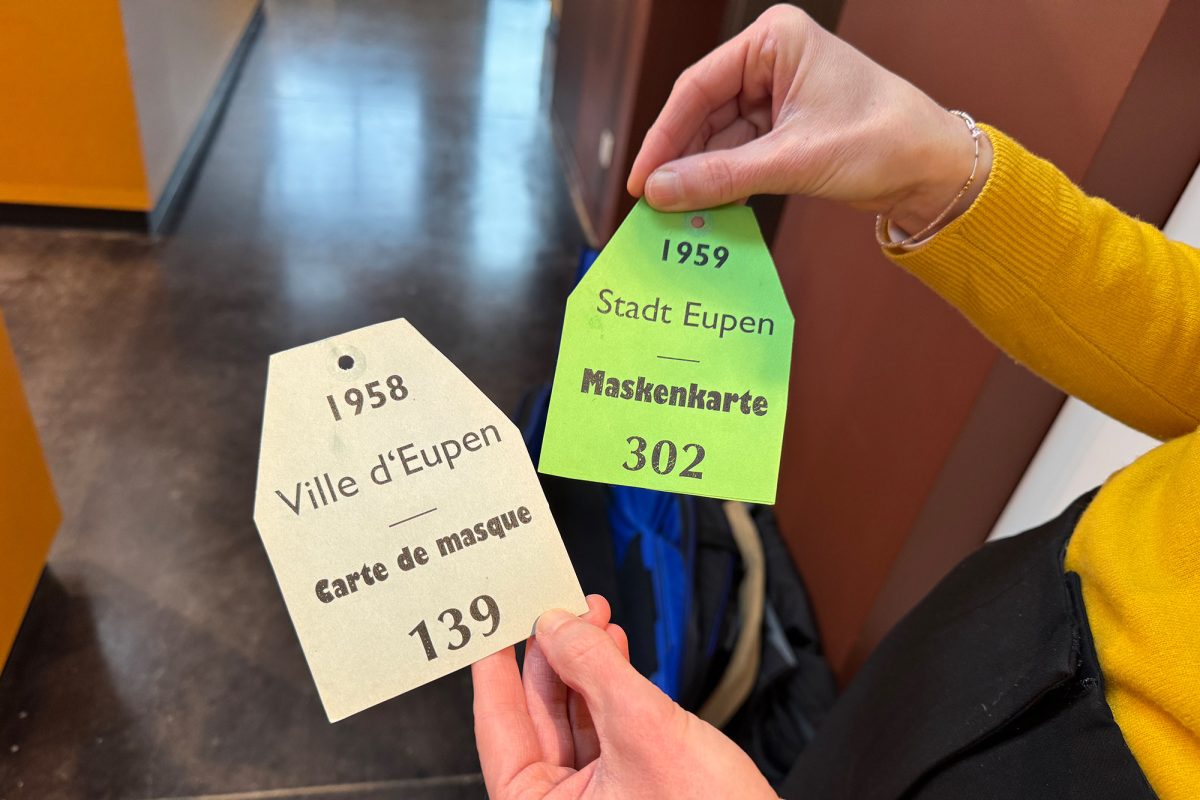 1958
Ville d'Eupen
Carte de masque
139
1959
Stadt Eupen
Maskenkarte
302